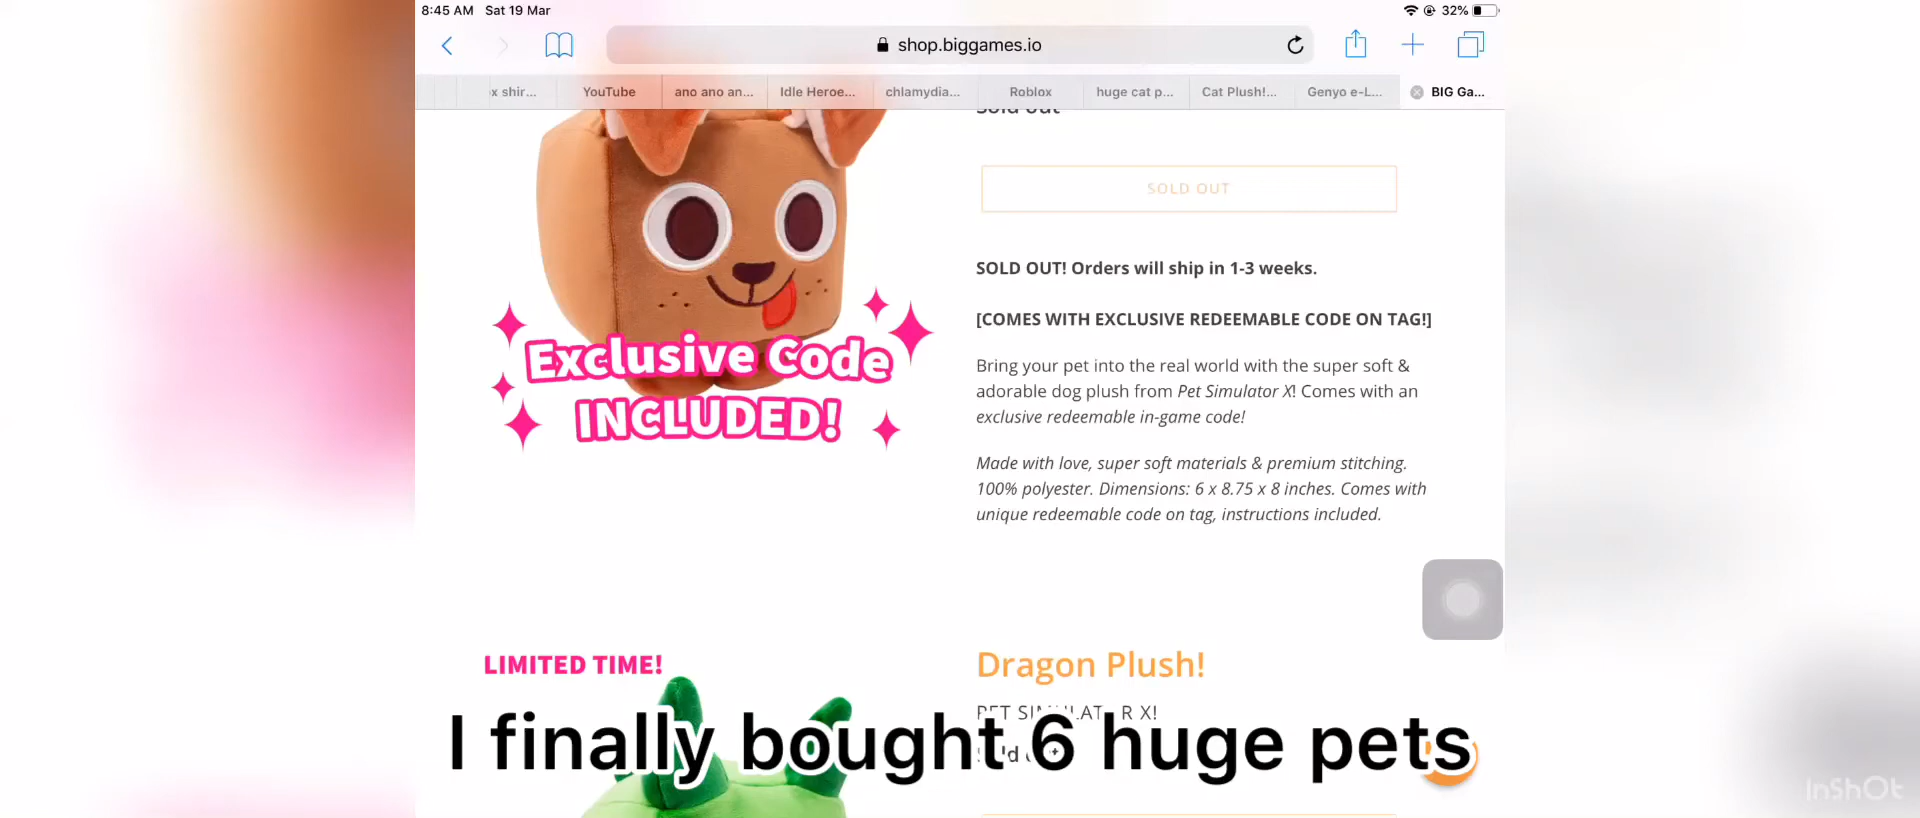 8:45 AM Sat 19 Mar
32%
shop.biggames.io
x shir...
YouTube
ano ano an...
Idle Heroe...
chlamydia...
Roblox
huge cat p...
Cat Plush!...
Genyo e-L...
BIG Ga...
Sold out
SOLD OUT
SOLD OUT! Orders will ship in 1-3 weeks.
[COMES WITH EXCLUSIVE REDEEMABLE CODE ON TAG!]
Bring your pet into the real world with the super soft &
adorable dog plush from Pet Simulator X! Comes with an
exclusive redeemable in-game code!
Made with love, super soft materials & premium stitching.
100% polyester. Dimensions: 6 x 8.75 x 8 inches. Comes with
unique redeemable code on tag, instructions included.
Exclusive Code
INCLUDED!
LIMITED TIME!
Dragon Plush!
PET SIMULATOR X!
I finally bought 6 huge pets
InShOt